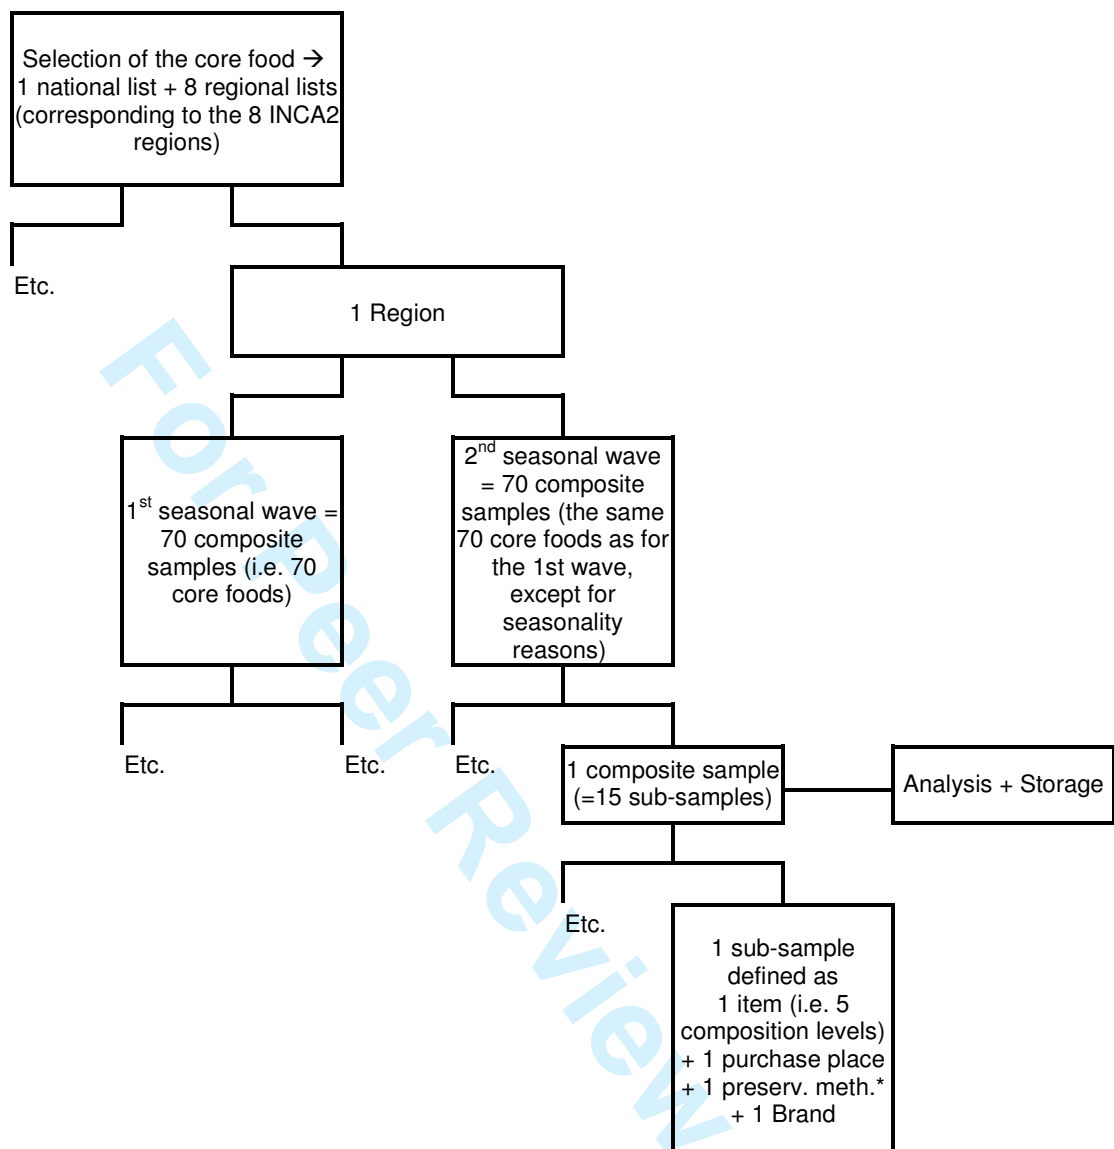 Selection of the core food →
1 national list + 8 regional lists
(corresponding to the 8 INCA2
regions)
Etc.
1 Region
1st seasonal wave =
70 composite
samples (i.e. 70
core foods)
2nd seasonal wave
= 70 composite
samples (the same
70 core foods as for
the 1st wave,
except for
seasonality
reasons)
Etc.
Etc.
Etc.
1 composite sample
(=15 sub-samples)
Analysis + Storage
Etc.
1 sub-sample
defined as
1 item (i.e. 5
composition levels)
+ 1 purchase place
+ 1 preserv. meth.*
+ 1 Brand
For Peer Review